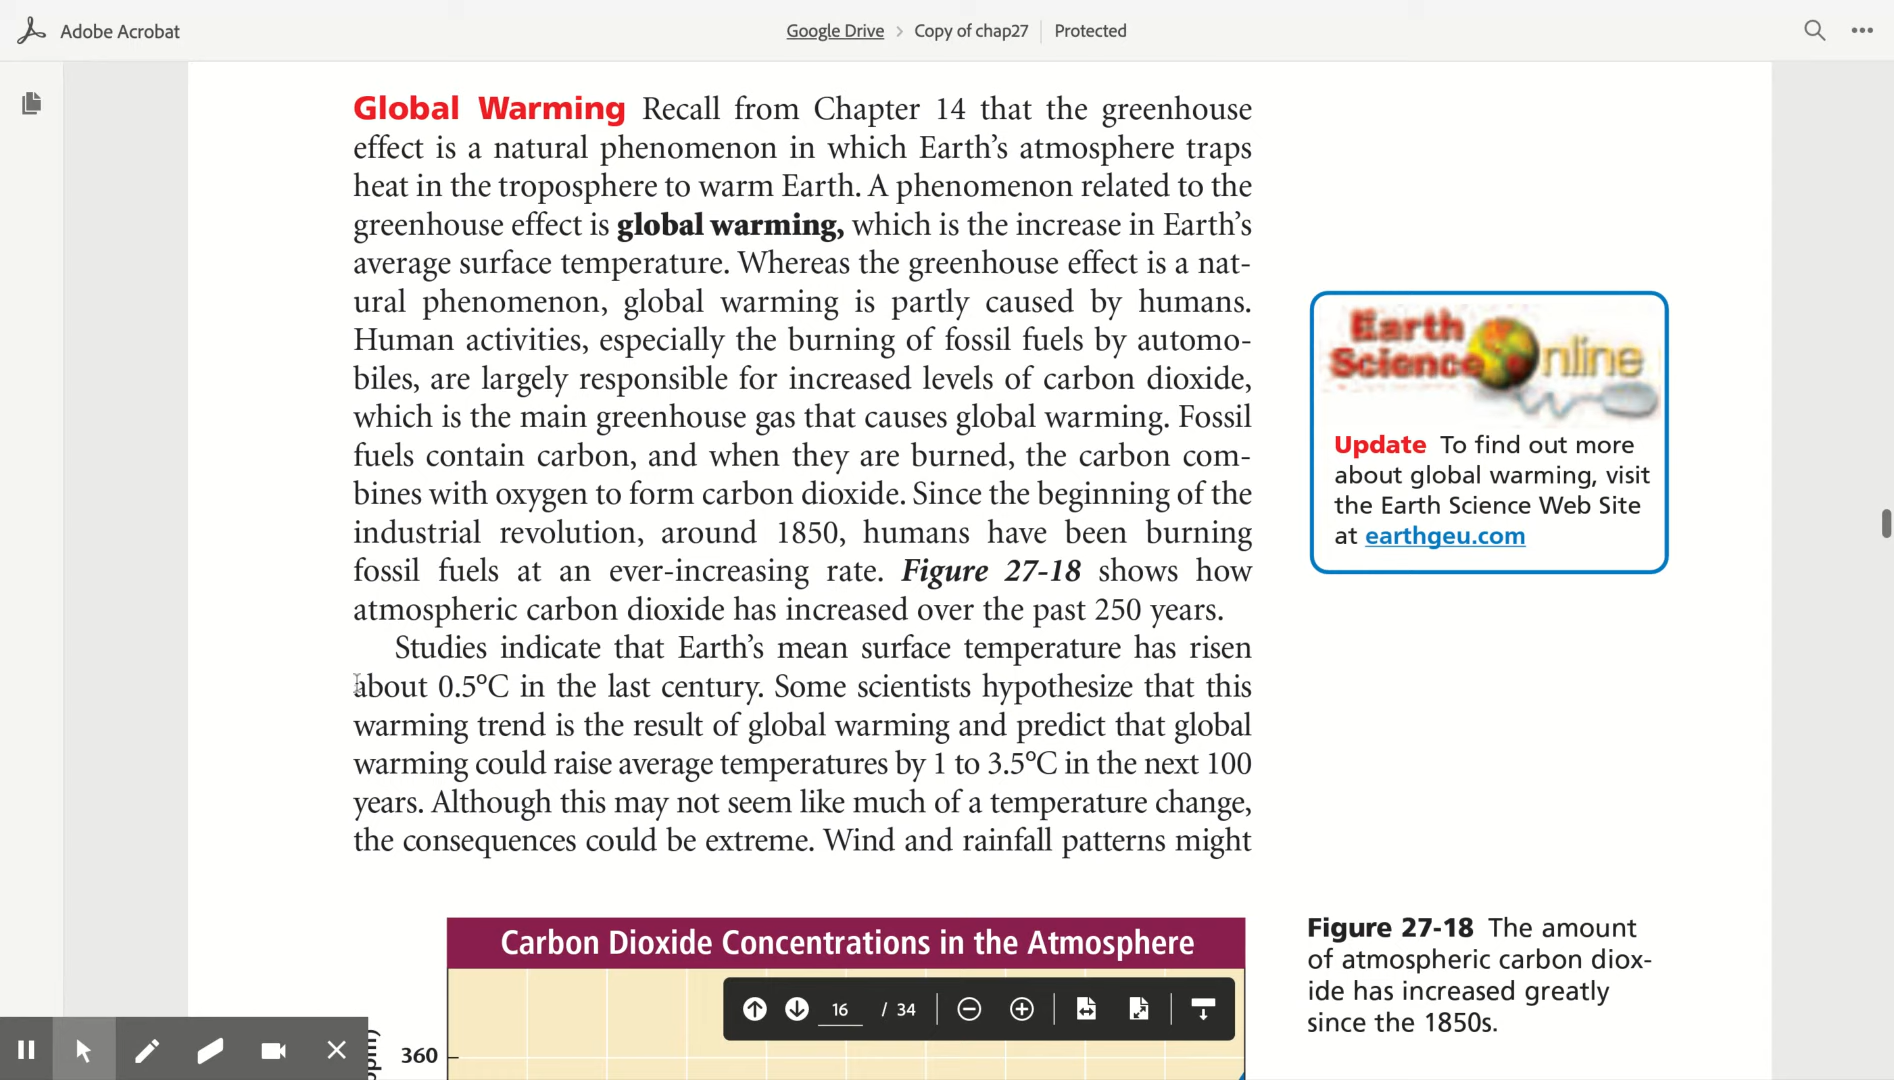 Adobe Acrobat
Google Drive > Copy of chap27 | Protected
Global Warming Recall from Chapter 14 that the greenhouse
effect is a natural phenomenon in which Earth's atmosphere traps
heat in the troposphere to warm Earth. A phenomenon related to the
greenhouse effect is global warming, which is the increase in Earth's
average surface temperature. Whereas the greenhouse effect is a nat-
ural phenomenon, global warming is partly caused by humans.
Human activities, especially the burning of fossil fuels by automo-
biles, are largely responsible for increased levels of carbon dioxide,
which is the main greenhouse gas that causes global warming. Fossil
fuels contain carbon, and when they are burned, the carbon com-
bines with oxygen to form carbon dioxide. Since the beginning of the
industrial revolution, around 1850, humans have been burning
fossil fuels at an ever-increasing rate. Figure 27-18 shows how
atmospheric carbon dioxide has increased over the past 250 years.
Studies indicate that Earth's mean surface temperature has risen
about 0.5°C in the last century. Some scientists hypothesize that this
warming trend is the result of global warming and predict that global
warming could raise average temperatures by 1 to 3.5°C in the next 100
years. Although this may not seem like much of a temperature change,
the consequences could be extreme. Wind and rainfall patterns might
Earth
Science nline
Update To find out more
about global warming, visit
the Earth Science Web Site
at earthgeu.com
Carbon Dioxide Concentrations in the Atmosphere
360
16 / 34
Figure 27-18 The amount
of atmospheric carbon diox-
ide has increased greatly
since the 1850s.